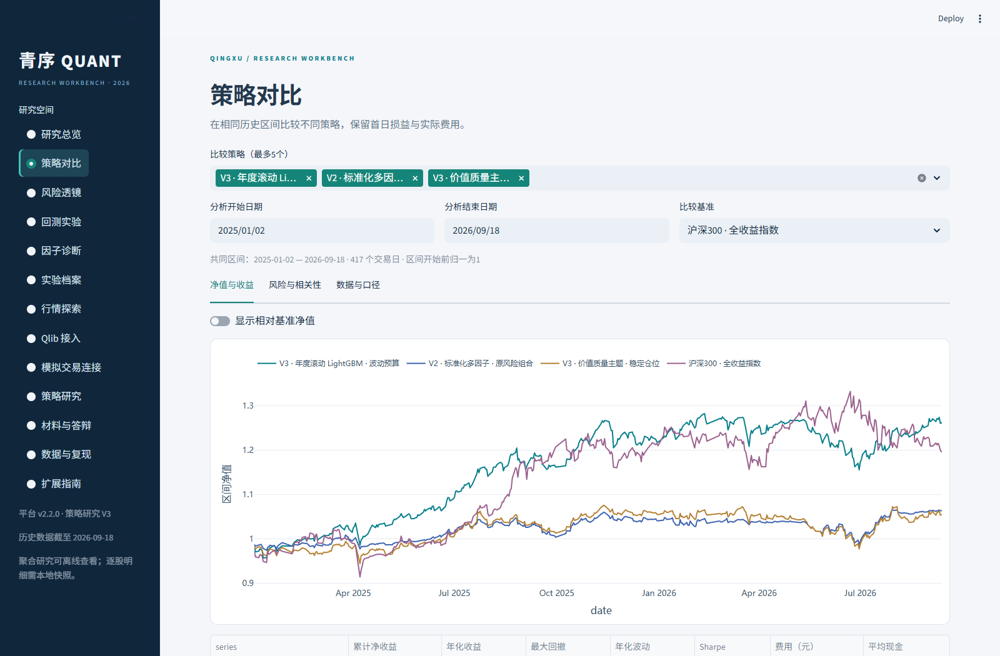 青序 QUANT
RESEARCH WORKBENCH · 2026
研究空间
研究总览
策略对比
风险透镜
回测实验
因子诊断
实验档案
行情探索
Qlib 接入
模拟交易连接
策略研究
材料与答辩
数据与复现
扩展指南
平台 v2.2.0 · 策略研究 V3
历史数据截至 2026-09-18
聚合研究可离线查看；逐股明
细需本地快照。
Deploy
QINGXU / RESEARCH WORKBENCH
策略对比
在相同历史区间比较不同策略，保留首日损益与实际费用。
比较策略（最多5个）
V3 · 年度滚动 Li... V2 · 标准化多因... V3 · 价值质量主...
分析开始日期 分析结束日期 比较基准
2025/01/02 2026/09/18 沪深300 · 全收益指数
共同区间：2025-01-02 — 2026-09-18 · 417 个交易日 · 区间开始前归一为1
净值与收益 风险与相关性 数据与口径
显示相对基准净值
V3 · 年度滚动 LightGBM · 波动预算 V2 · 标准化多因子 · 原风险组合 V3 · 价值质量主题 · 稳定仓位 沪深300 · 全收益指数
区间净值
1.3
1.2
1.1
1
0.9
Apr 2025 Jul 2025 Oct 2025 Jan 2026 Apr 2026 Jul 2026
date
series 累计净收益 年化收益 最大回撤 年化波动 Sharpe 费用（元） 平均现金